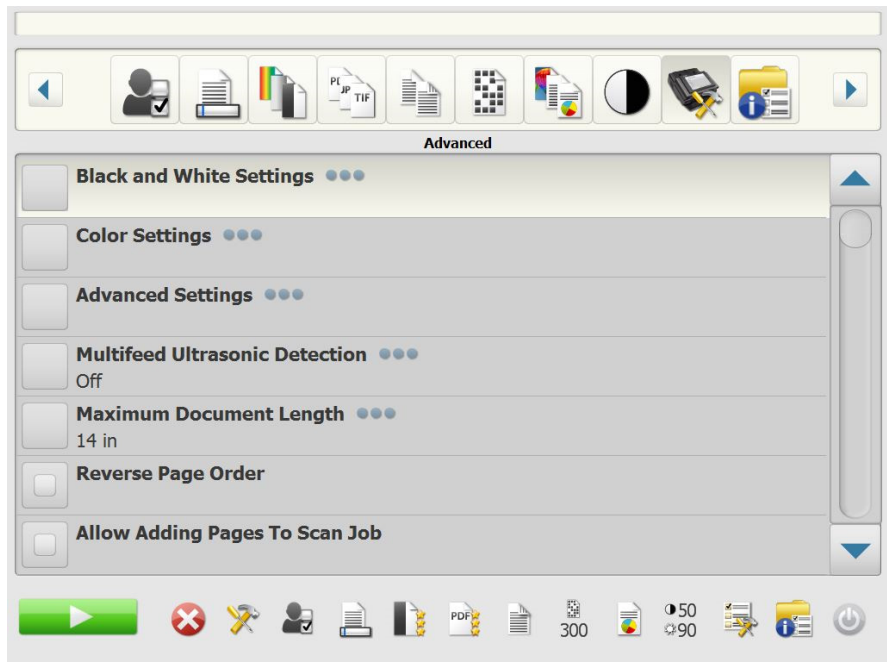 PDF
JP
TIF
Advanced
Black and White Settings
Color Settings
Advanced Settings
Multifeed Ultrasonic Detection
Off
Maximum Document Length
14 in
Reverse Page Order
Allow Adding Pages To Scan Job
PDF
300
50
90